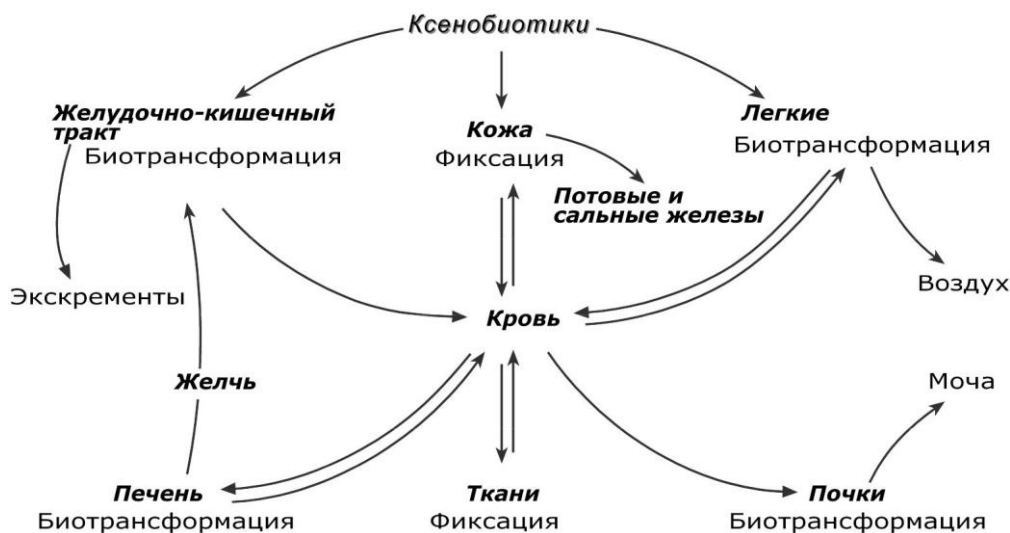 Ксенобиотики
Желудочно-кишечный
тракт
Биотрансформация
Кожа
Фиксация
Легкие
Биотрансформация
Потовые и
сальные железы
Экскременты
Воздух
Кровь
Желчь
Моча
Печень
Биотрансформация
Ткани
Фиксация
Почки
Биотрансформация